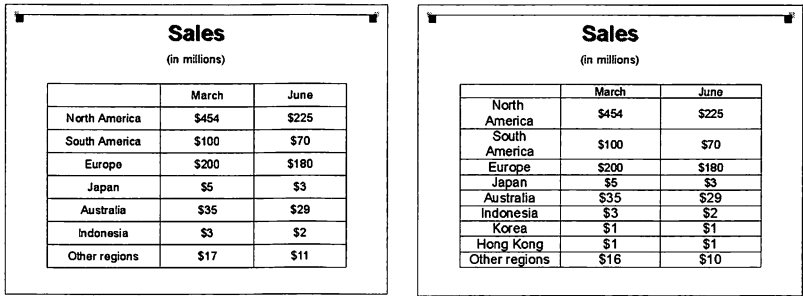 Sales
(in millions)
March June
North America $454 $225
South America $100 $70
Europe $200 $180
Japan $5 $3
Australia $35 $29
Indonesia $3 $2
Other regions $17 $11
Sales
(in millions)
March June
North
America $454 $225
South
America $100 $70
Europe $200 $180
Japan $5 $3
Australia $35 $29
Indonesia $3 $2
Korea $1 $1
Hong Kong $1 $1
Other regions $16 $10